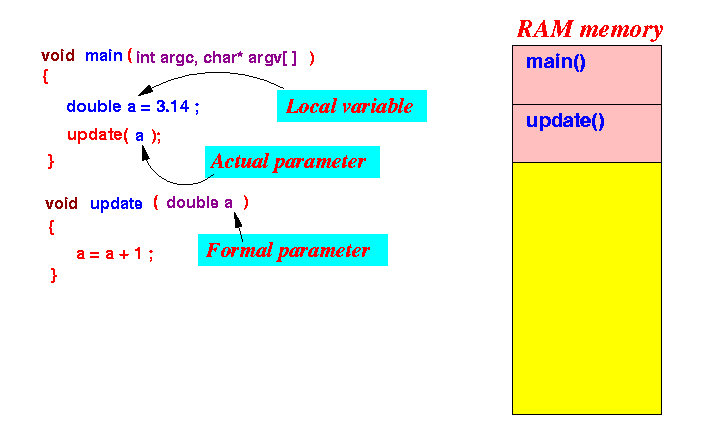 RAM memory
void main ( int argc, char* argv[ ] )
{
double a = 3.14 ;
Local variable
update( a );
}
Actual parameter
void update ( double a )
{
a = a + 1 ;
}
Formal parameter
main()
update()